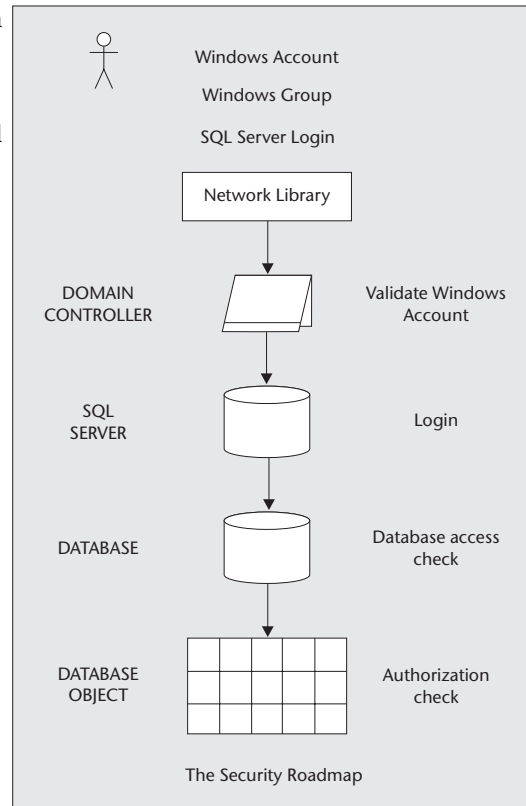 Windows Account
Windows Group
SQL Server Login
Network Library
DOMAIN
CONTROLLER
Validate Windows
Account
SQL
SERVER
Login
DATABASE
Database access
check
DATABASE
OBJECT
Authorization
check
The Security Roadmap